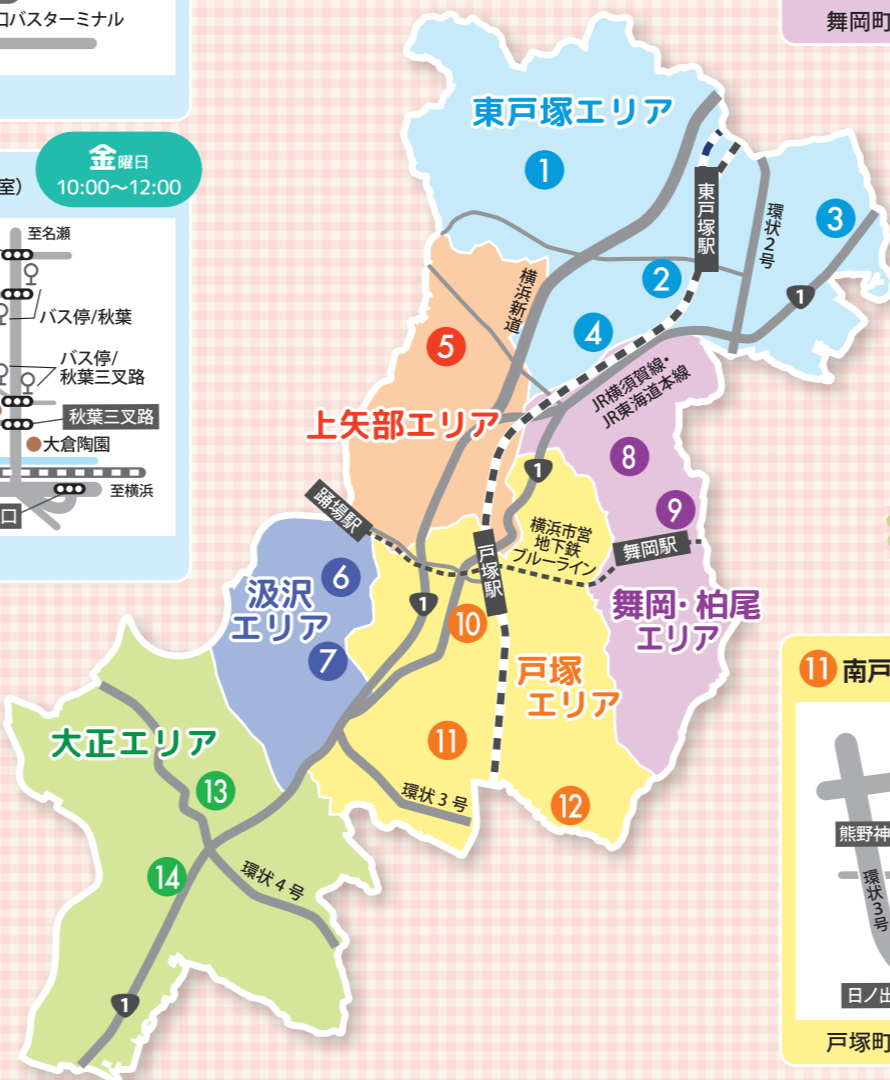 口バスターミナル
舞岡町
金曜日
10:00〜12:00
室)
至名瀬
バス停/秋葉
バス停/
秋葉三叉路
秋葉三叉路
大倉陶園
至横浜
口
東戸塚エリア
1
東戸塚駅
環状2号
3
2
1
横浜新道
4
5
JR横須賀線・
JR東海道本線
上矢部エリア
8
1
9
踊場駅
横浜市営
地下鉄
ブルーライン
舞岡駅
戸塚駅
6
汲沢
エリア
7
1
10
舞岡・柏尾
エリア
戸塚
エリア
11
大正エリア
13
環状3号
12
14
環状4号
1
11 南戸
熊野神
環状3号
日ノ出
戸塚町